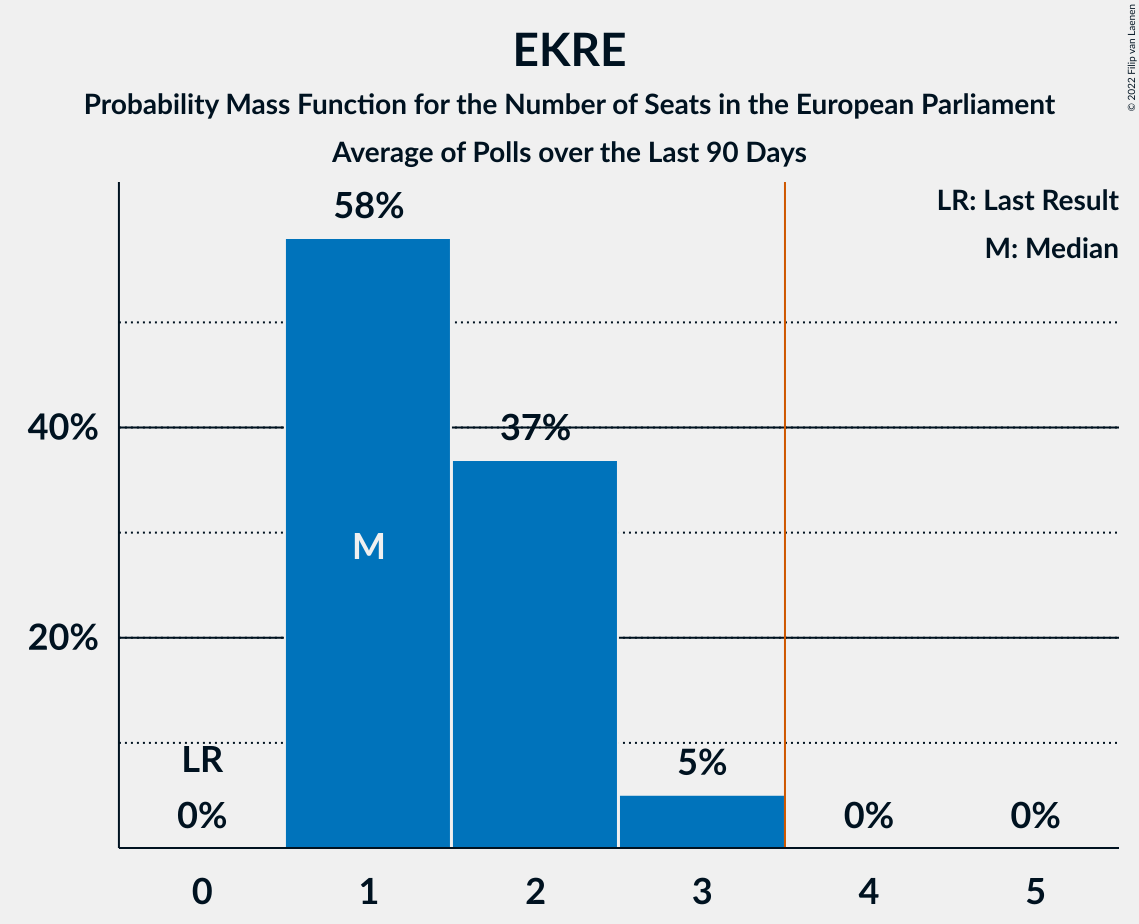 EKRE
Probability Mass Function for the Number of Seats in the European Parliament
Average of Polls over the Last 90 Days
© 2022 Filip van Laenen
LR: Last Result
M: Median
58%
40%
37%
M
20%
LR
5%
0%
0%
0%
0 1 2 3 4 5